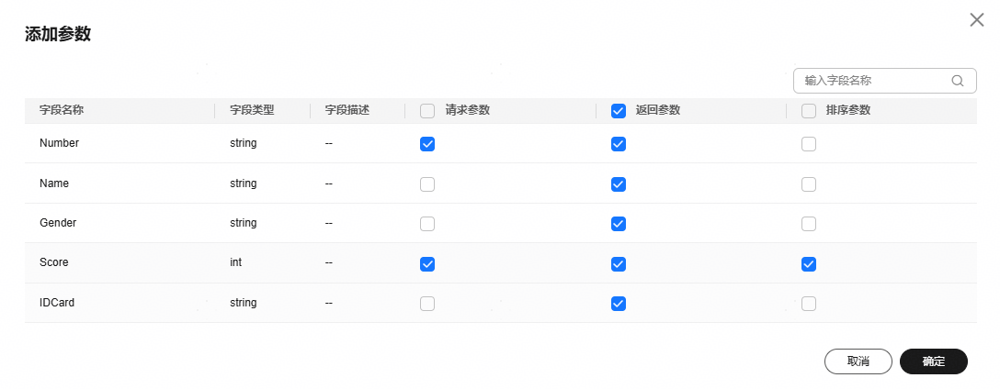 添加参数
输入字段名称
字段名称 字段类型 字段描述 请求参数 返回参数 排序参数
Number string --
Name string --
Gender string --
Score int --
IDCard string --
取消 确定